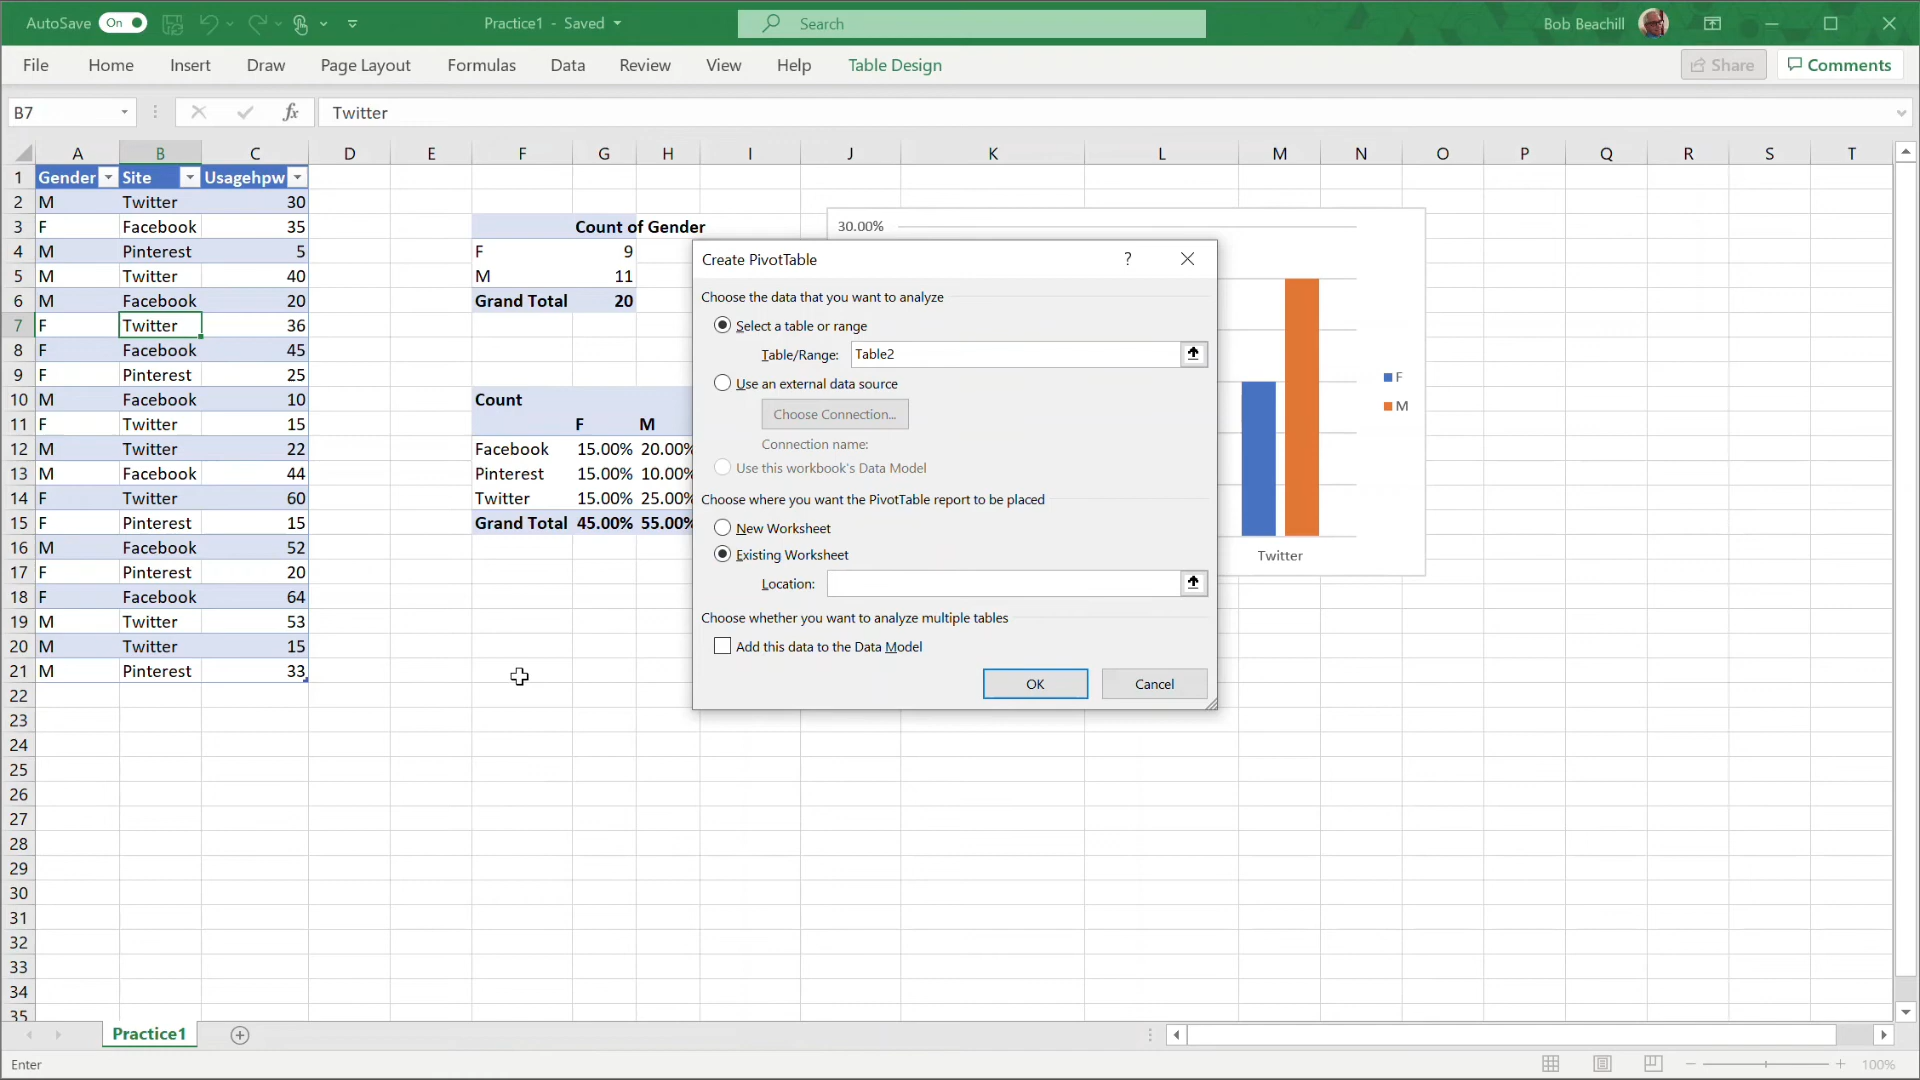 AutoSave On Practice1 - Saved Search Bob Beachill
File Home Insert Draw Page Layout Formulas Data Review View Help Table Design Share Comments
B7 fx Twitter
A B C D E F G H I J K L M N O P Q R S T
1 Gender Site Usagehpw
2 M Twitter 30
3 F Facebook 35 Count of Gender
4 M Pinterest 5 F 9
5 M Twitter 40 M 11
6 M Facebook 20 Grand Total 20
7 F Twitter 36
8 F Facebook 45
9 F Pinterest 25
10 M Facebook 10 Count
11 F Twitter 15 F M
12 M Twitter 22 Facebook 15.00% 20.00%
13 M Facebook 44 Pinterest 15.00% 10.00%
14 F Twitter 60 Twitter 15.00% 25.00%
15 F Pinterest 15 Grand Total 45.00% 55.00%
16 M Facebook 52
17 F Pinterest 20
18 F Facebook 64
19 M Twitter 53
20 M Twitter 15
21 M Pinterest 33
22
23
24
25
26
27
28
29
30
31
32
33
34
35
30.00%
F
M
Twitter
Create PivotTable ?
Choose the data that you want to analyze
Select a table or range
Table/Range: Table2
Use an external data source
Choose Connection...
Connection name:
Use this workbook's Data Model
Choose where you want the PivotTable report to be placed
New Worksheet
Existing Worksheet
Location:
Choose whether you want to analyze multiple tables
Add this data to the Data Model
OK Cancel
Practice1
Enter 100%